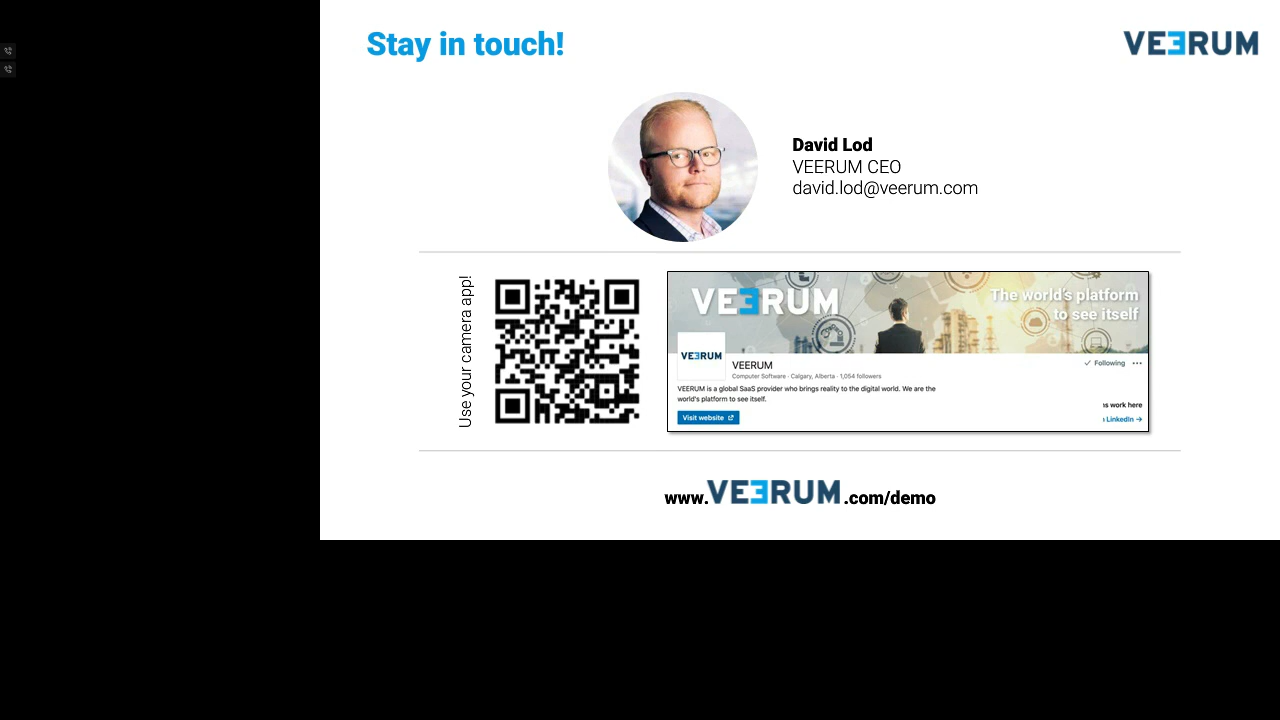 Stay in touch!
VEERUM
David Lod
VEERUM CEO
david.lod@veerum.com
Use your camera app!
VEERUM
The world's platform
to see itself
VEERUM
VEERUM
Computer Software · Calgary, Alberta · 1,054 followers
Following
VEERUM is a global SaaS provider who brings reality to the digital world. We are the
world's platform to see itself.
work here
LinkedIn →
Visit website
www.VEERUM.com/demo